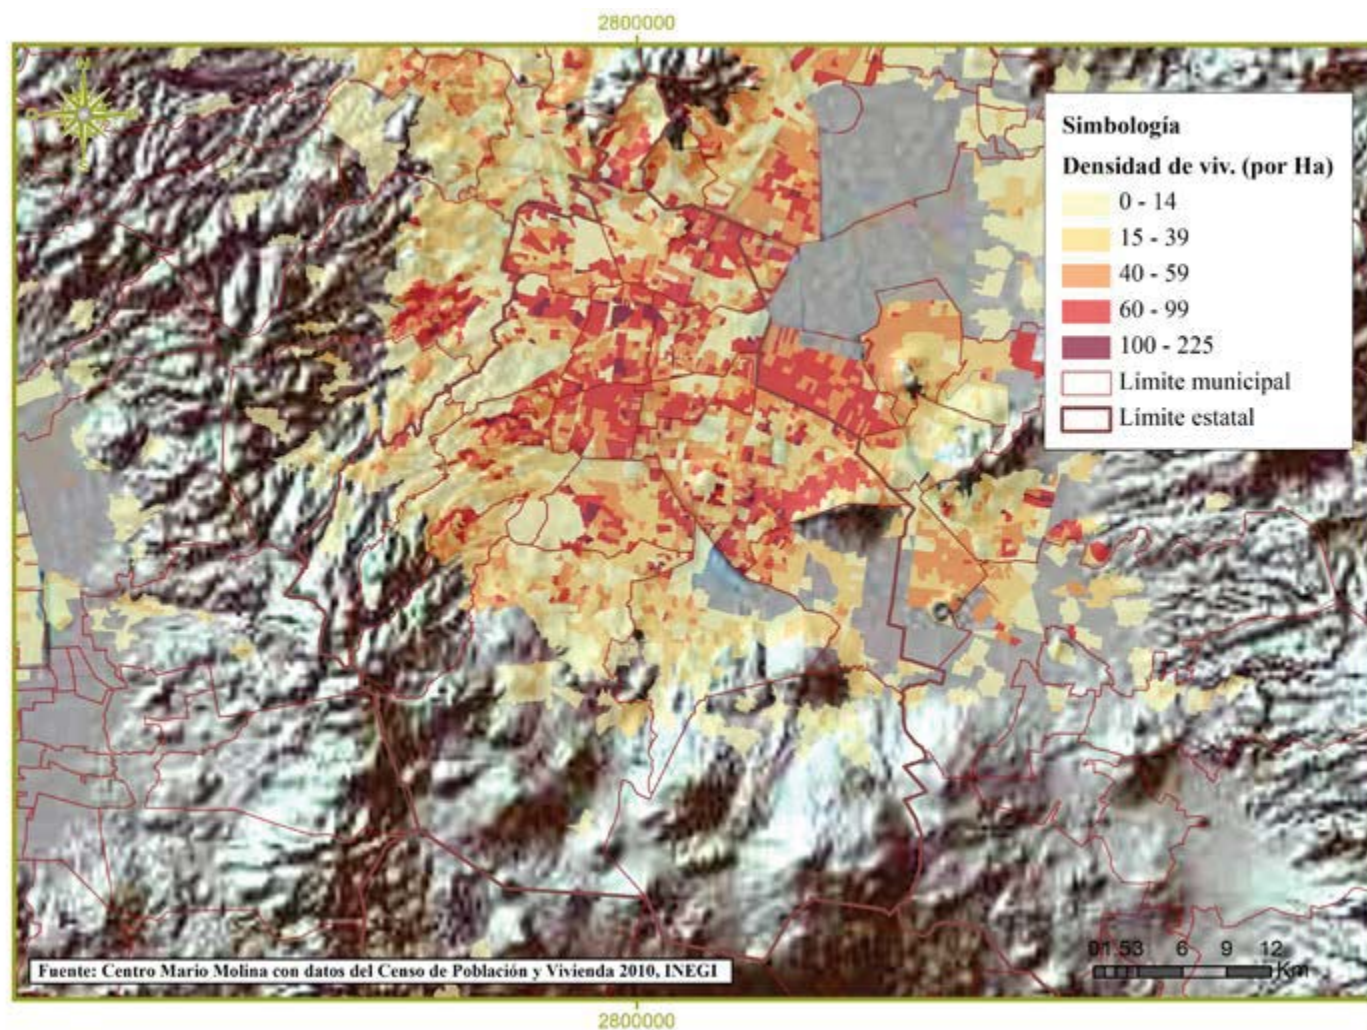 2800000
Simbología
Densidad de viv. (por Ha)
0 - 14
15 - 39
40 - 59
60 - 99
100 - 225
Límite municipal
Límite estatal
01.53 6 9 12
Km
Fuente: Centro Mario Molina con datos del Censo de Población y Vivienda 2010, INEGI
2800000